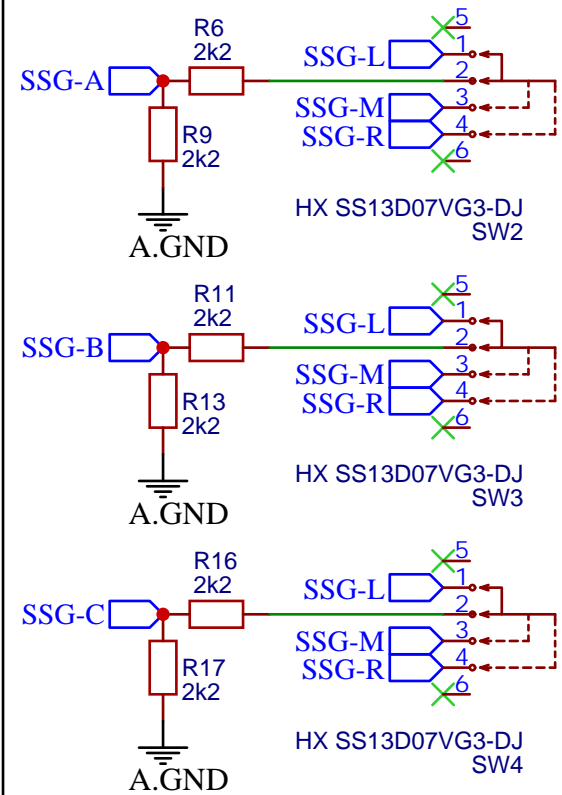 R6
2k2
SSG-A
R9
2k2
A.GND
5
SSG-L 1
2
SSG-M 3
SSG-R 4
6
HX SS13D07VG3-DJ
SW2
R11
2k2
SSG-B
R13
2k2
A.GND
5
SSG-L 1
2
SSG-M 3
SSG-R 4
6
HX SS13D07VG3-DJ
SW3
R16
2k2
SSG-C
R17
2k2
A.GND
5
SSG-L 1
2
SSG-M 3
SSG-R 4
6
HX SS13D07VG3-DJ
SW4